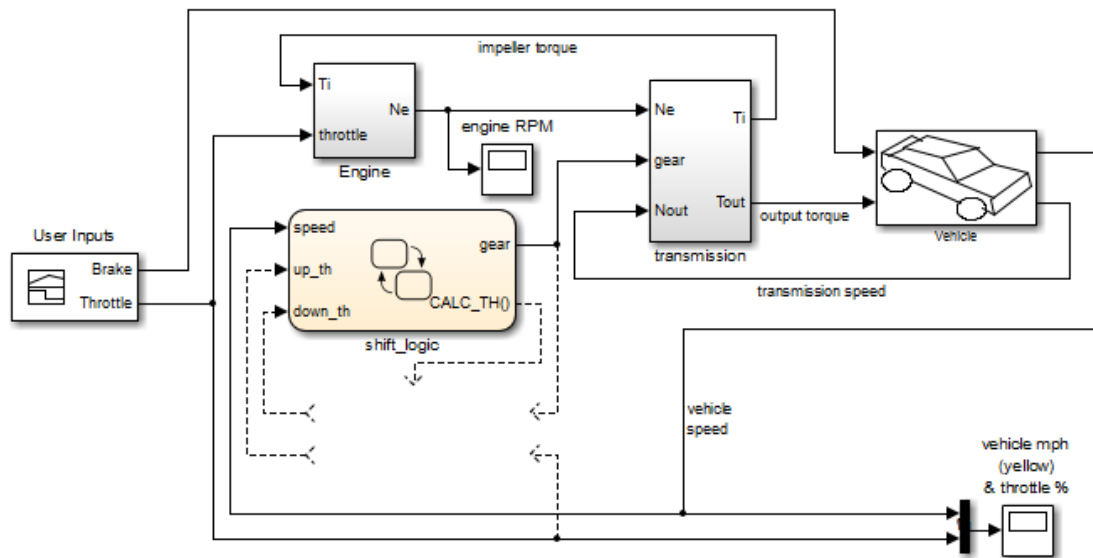 impeller torque
Ti
Ne
throttle
Engine
engine RPM
Ne
Ti
gear
Nout
Tout
transmission
output torque
Vehicle
transmission speed
User Inputs
Brake
Throttle
speed
gear
up_th
CALC_TH()
down_th
shift_logic
vehicle
speed
vehicle mph
(yellow)
& throttle %